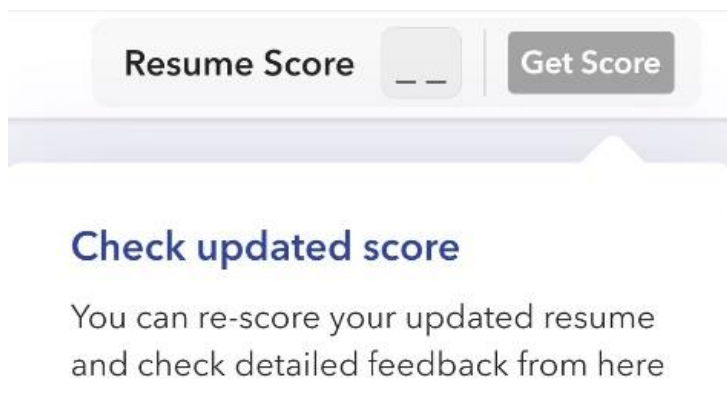 Resume Score _ _ Get Score
Check updated score
You can re-score your updated resume
and check detailed feedback from here